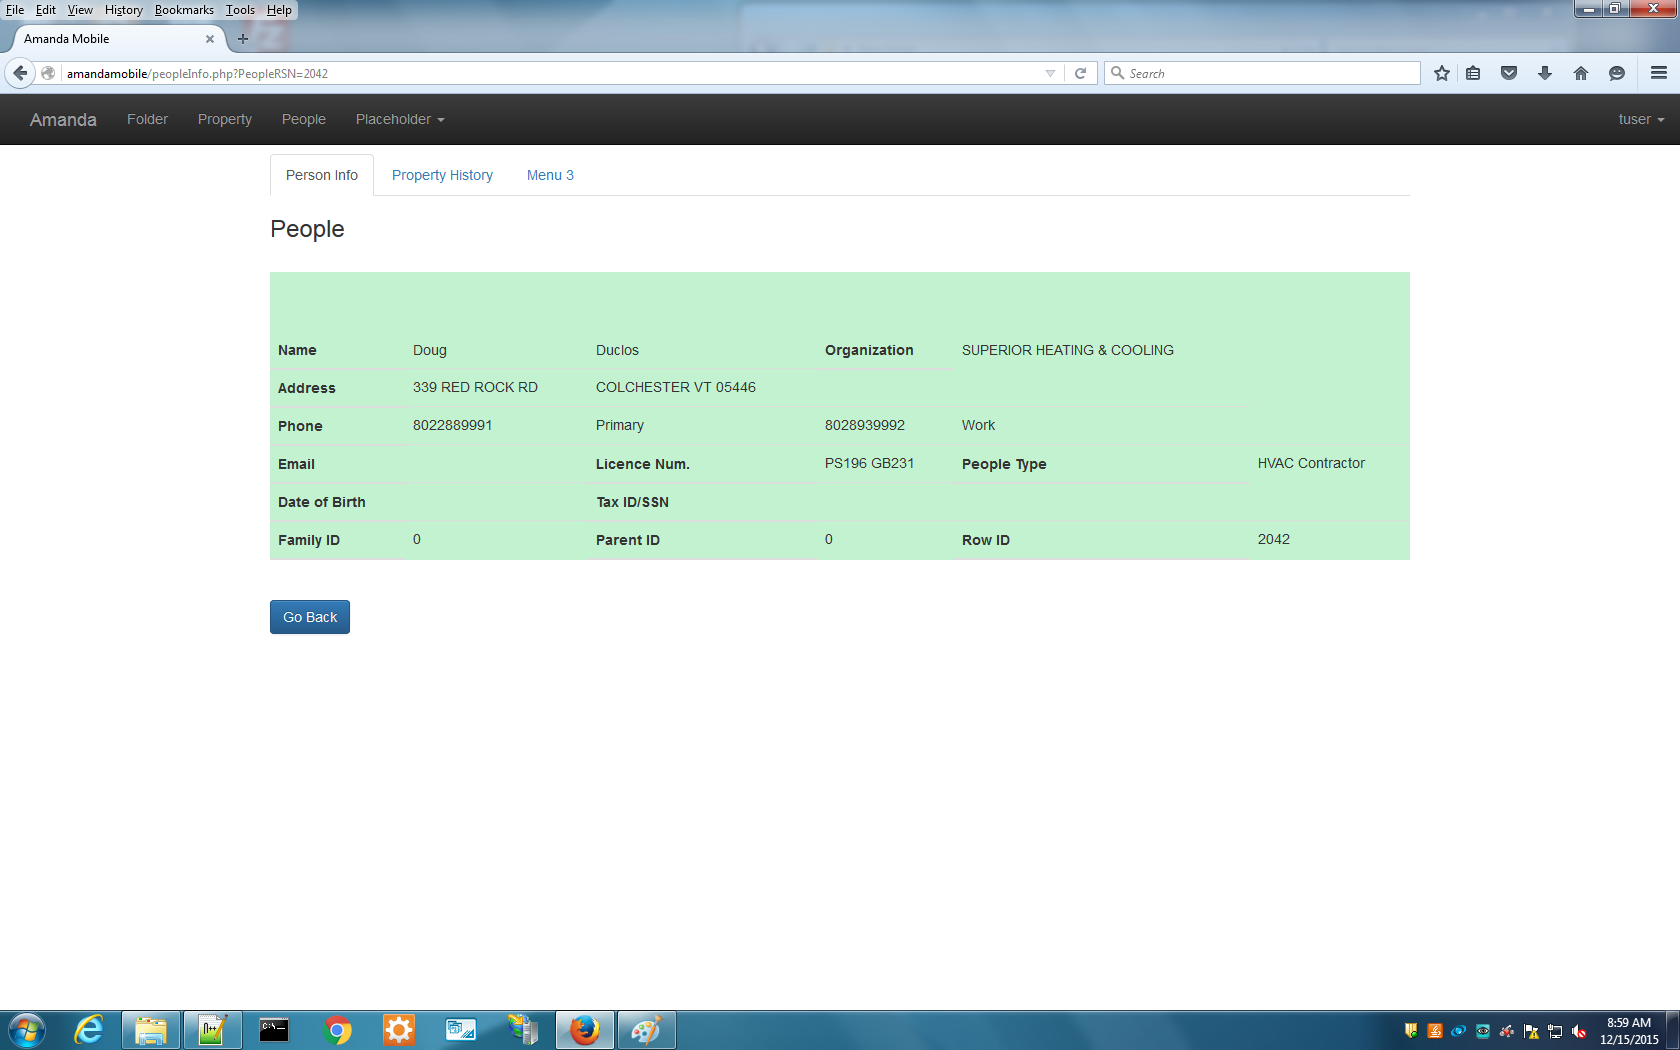 File Edit View History Bookmarks Tools Help
Amanda Mobile
amandamobile/peopleInfo.php?PeopleRSN=2042
Search
Amanda Folder Property People Placeholder tuser
Person Info Property History Menu 3
People
Name Doug Duclos Organization SUPERIOR HEATING & COOLING
Address 339 RED ROCK RD COLCHESTER VT 05446
Phone 8022889991 Primary 8028939992 Work
Email Licence Num. PS196 GB231 People Type HVAC Contractor
Date of Birth Tax ID/SSN
Family ID 0 Parent ID 0 Row ID 2042
Go Back
8:59 AM
12/15/2015